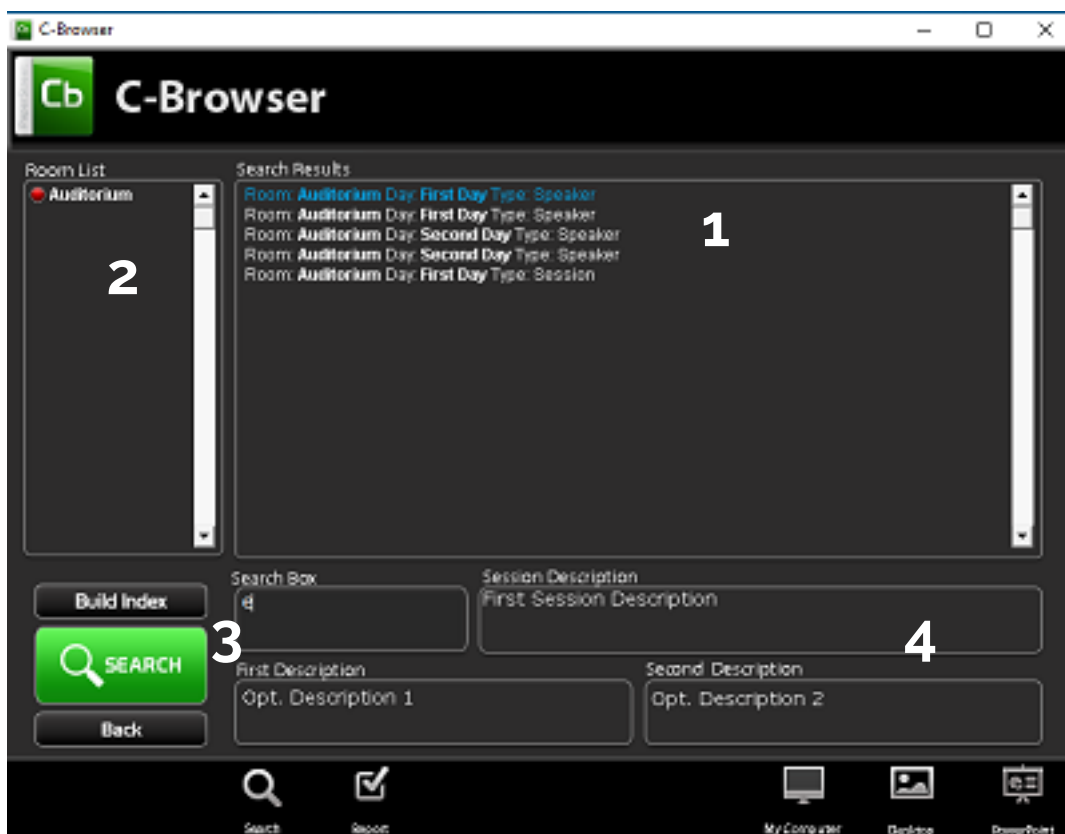 C-Browser
Cb C-Browser
Room List
Auditorium
2
Search Results
Room: Auditorium Day: First Day Type: Speaker
Room: Auditorium Day: First Day Type: Speaker
Room: Auditorium Day: Second Day Type: Speaker
Room: Auditorium Day: Second Day Type: Speaker
Room: Auditorium Day: First Day Type: Session
1
Build Index
SEARCH
Back
3
Search Box
e
Session Description
First Session Description
4
First Description
Opt. Description 1
Second Description
Opt. Description 2
Search
Report
My Computer
Desktop
PowerPoint